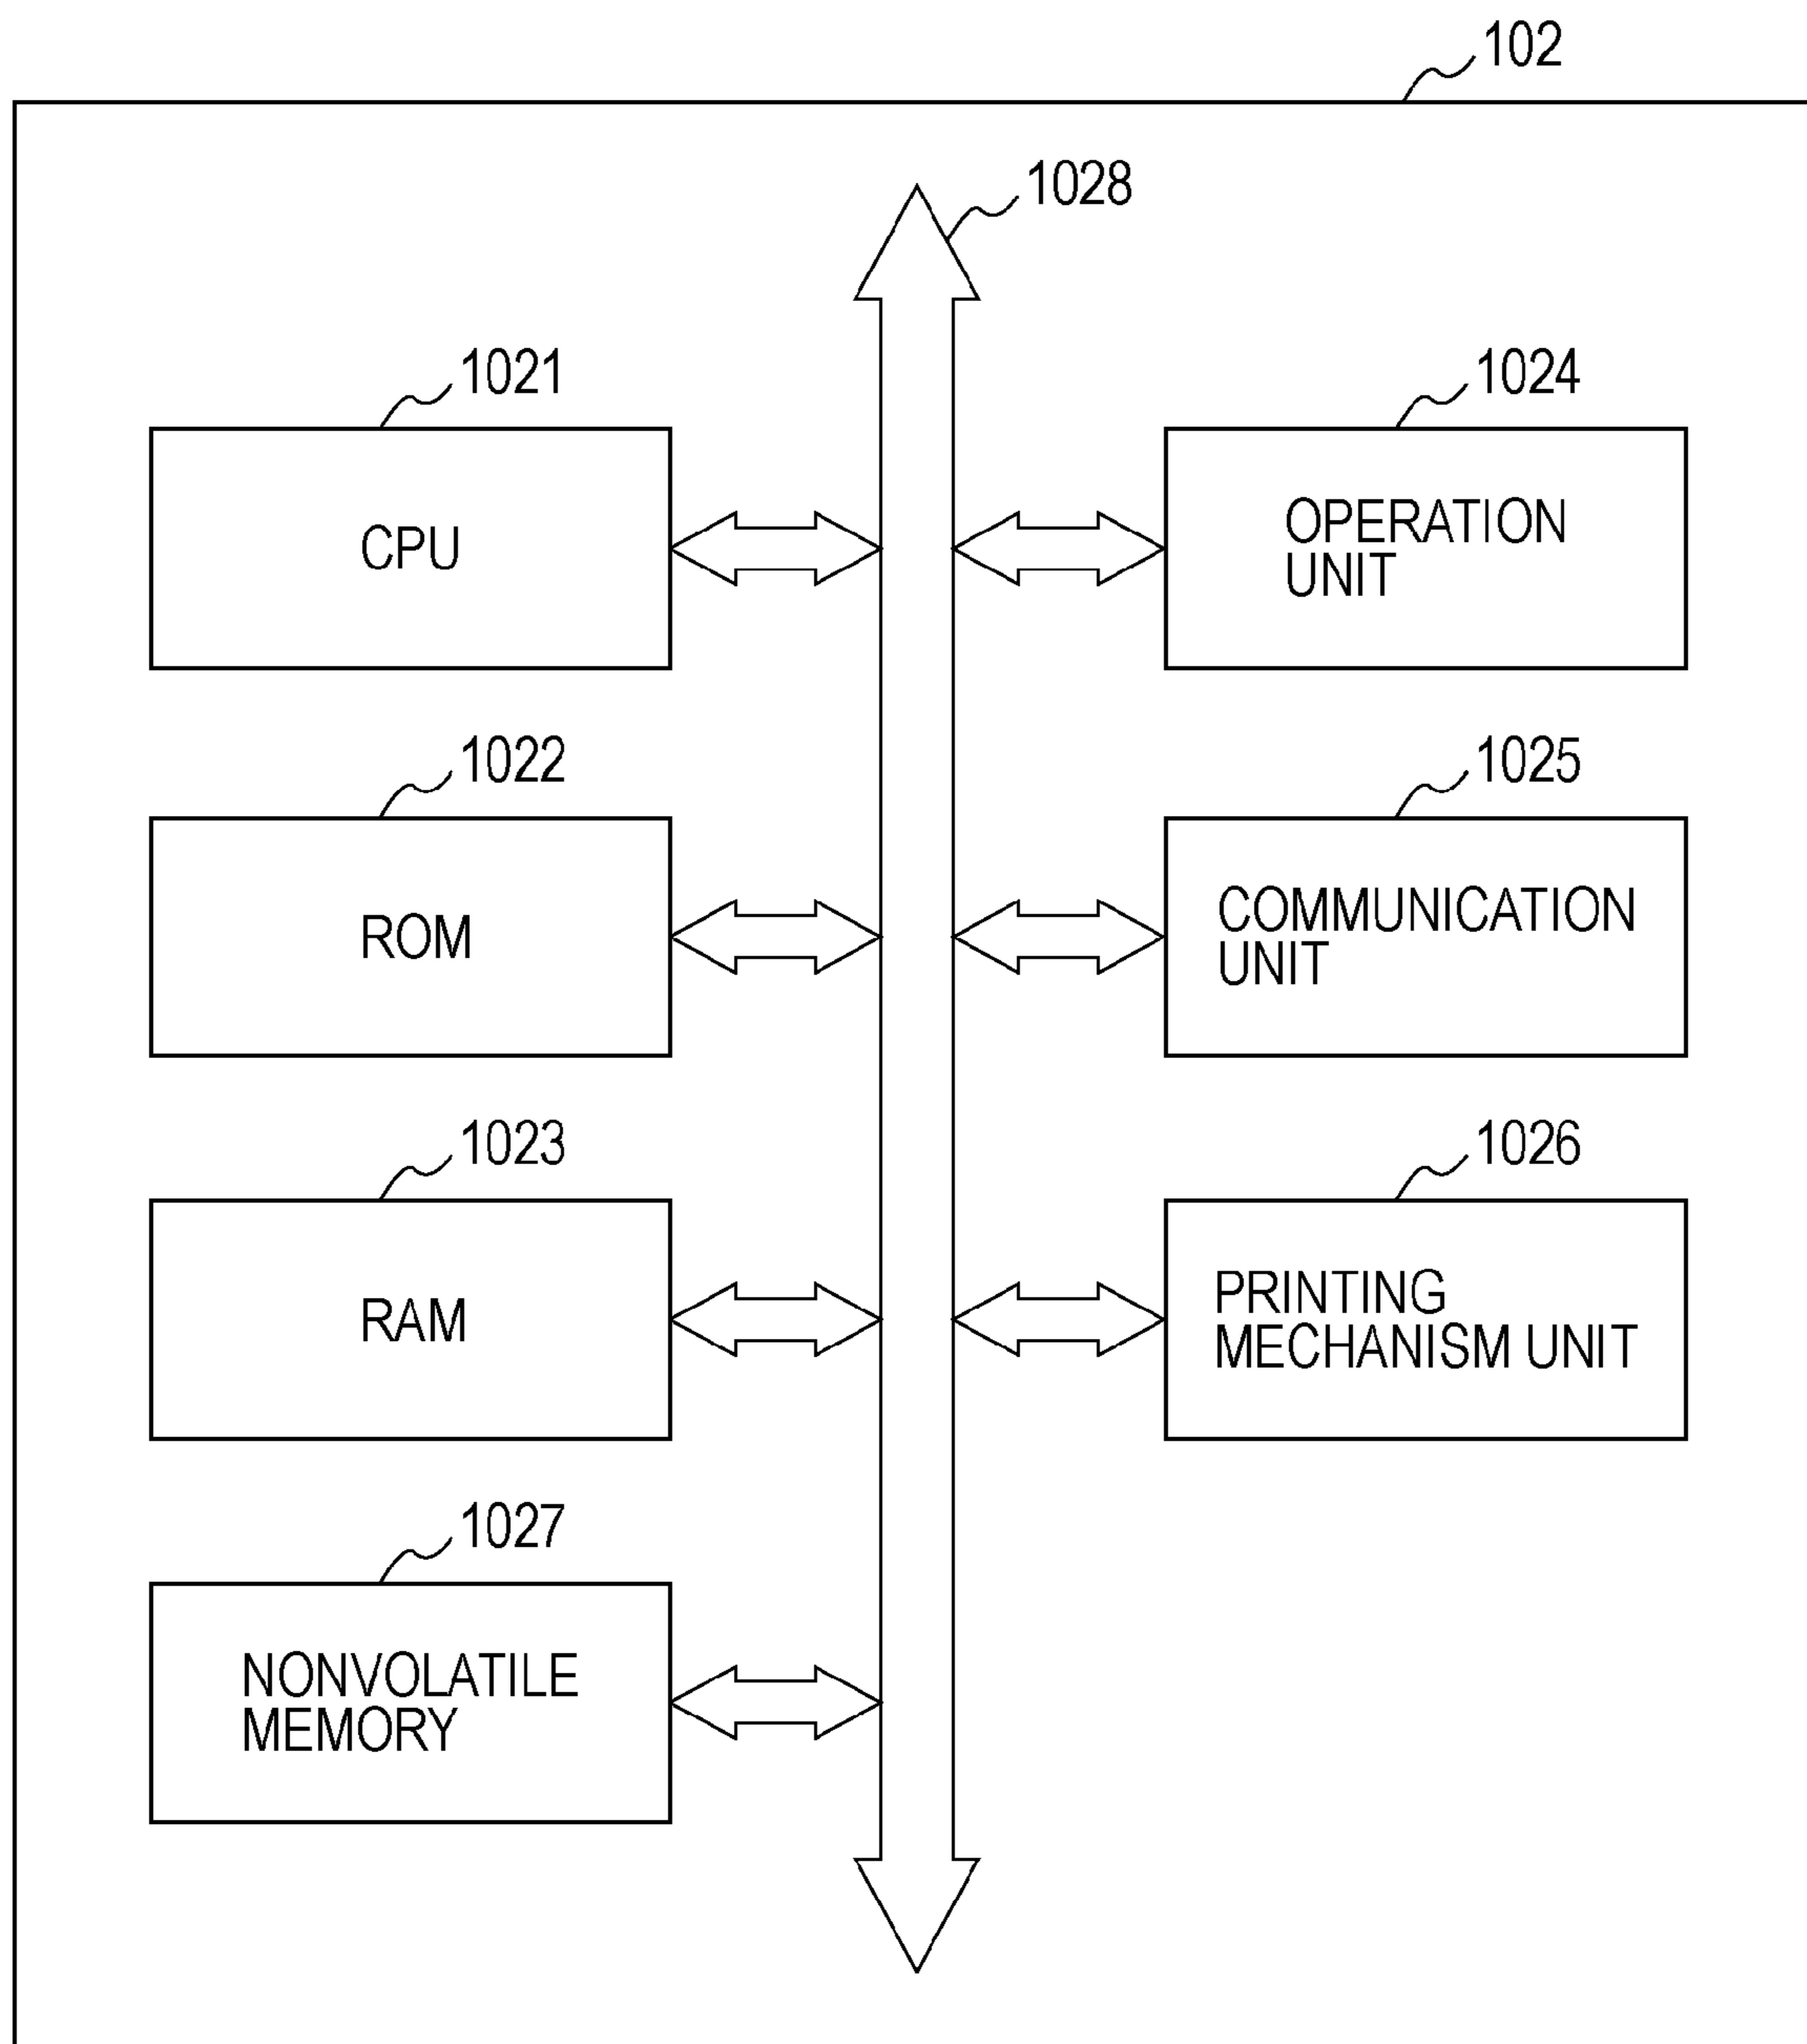 102
1028
1021
CPU
1024
OPERATION
UNIT
1022
ROM
1025
COMMUNICATION
UNIT
1023
RAM
1026
PRINTING
MECHANISM UNIT
1027
NONVOLATILE
MEMORY